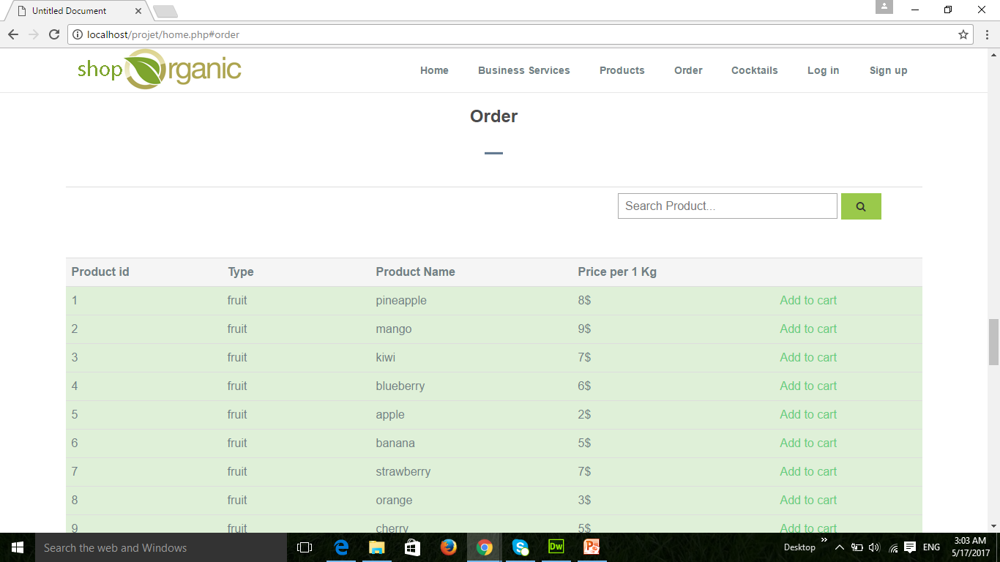 Untitled Document
localhost/projet/home.php#order
shop Organic
Home Business Services Products Order Cocktails Log in Sign up
Order
Search Product...
Product id Type Product Name Price per 1 Kg
1 fruit pineapple 8$ Add to cart
2 fruit mango 9$ Add to cart
3 fruit kiwi 7$ Add to cart
4 fruit blueberry 6$ Add to cart
5 fruit apple 2$ Add to cart
6 fruit banana 5$ Add to cart
7 fruit strawberry 7$ Add to cart
8 fruit orange 3$ Add to cart
9 fruit cherry 5$ Add to cart
Search the web and Windows
Dw
Desktop
ENG
3:03 AM
5/17/2017